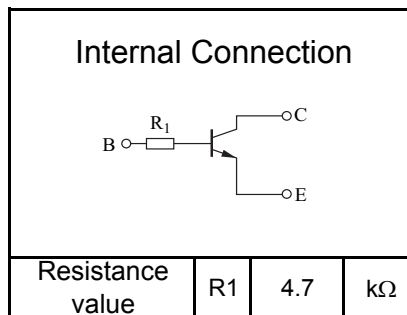 Internal Connection
R1
C
B
E
Resistance value
R1
4.7
kΩ